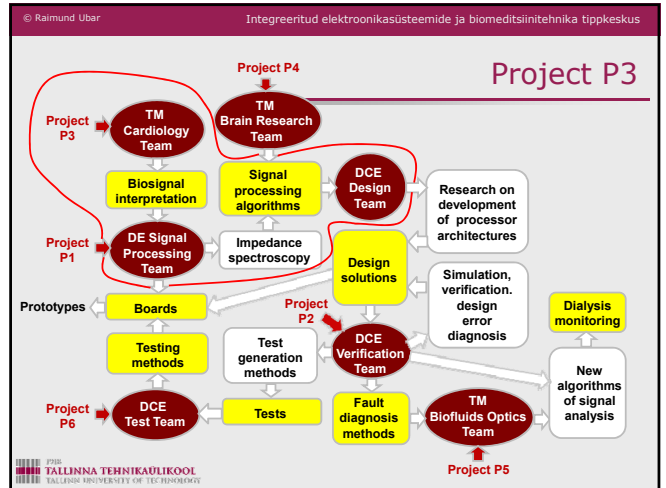 © Raimund Ubar
Integreeritud elektroonikasüsteemide ja biomeditsiinitehnika tippkeskus
Project P3
Project P4
Project
P3
TM
Cardiology
Team
TM
Brain Research
Team
Biosignal
interpretation
Signal
processing
algorithms
DCE
Design
Team
Research on
development
of processor
architectures
Project
P1
DE Signal
Processing
Team
Impedance
spectroscopy
Design
solutions
Simulation,
verification.
design
error
diagnosis
Prototypes
Boards
Project
P2
Dialysis
monitoring
Testing
methods
Test
generation
methods
DCE
Verification
Team
New
algorithms
of signal
analysis
Project
P6
DCE
Test Team
Tests
Fault
diagnosis
methods
TM
Biofluids Optics
Team
Project P5
1918
TALLINNA TEHNIKAÜLIKOOL
TALLINN UNIVERSITY OF TECHNOLOGY